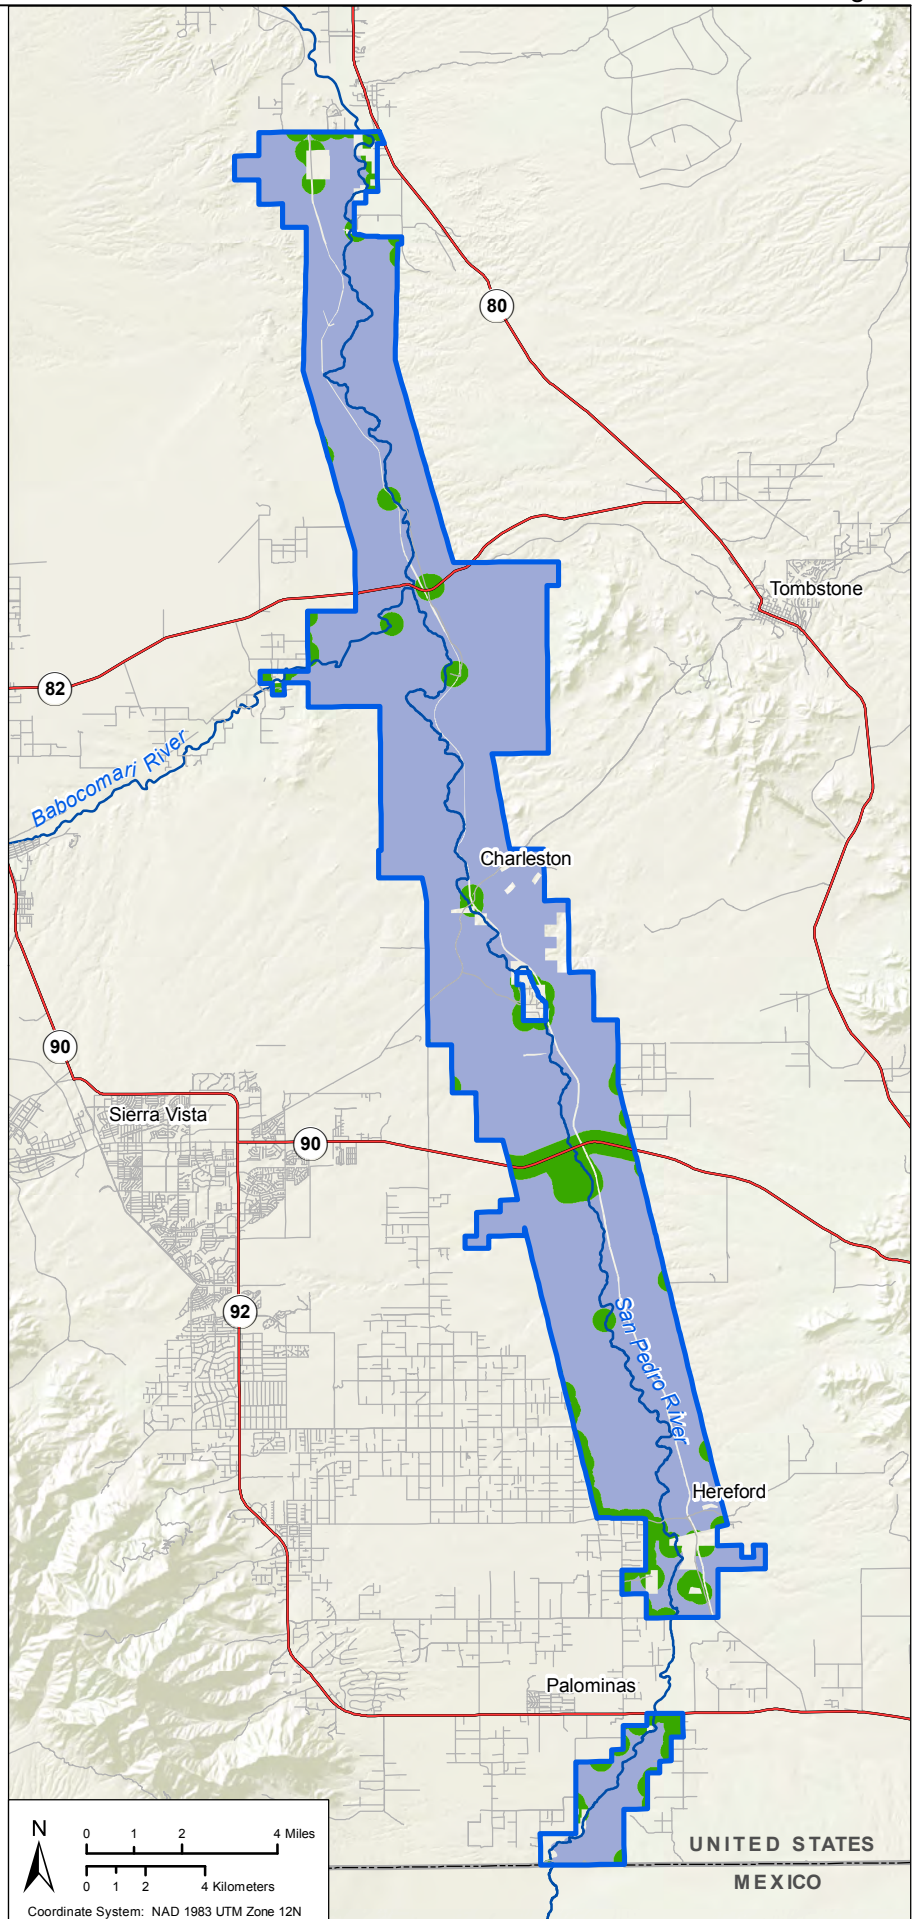 80
Tombstone
82
Babocomari River
Charleston
90
Sierra Vista
90
92
San Pedro River
Hereford
Palominas
N
0 1 2 4 Miles
0 1 2 4 Kilometers
Coordinate System: NAD 1983 UTM Zone 12N
UNITED STATES
MEXICO